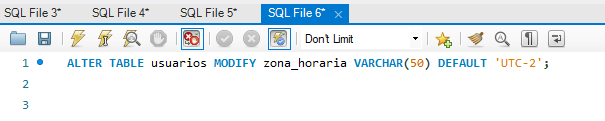 SQL File 3* SQL File 4* SQL File 5* SQL File 6* ×
Don't Limit
1 ALTER TABLE usuarios MODIFY zona_horaria VARCHAR(50) DEFAULT 'UTC-2';
2
3